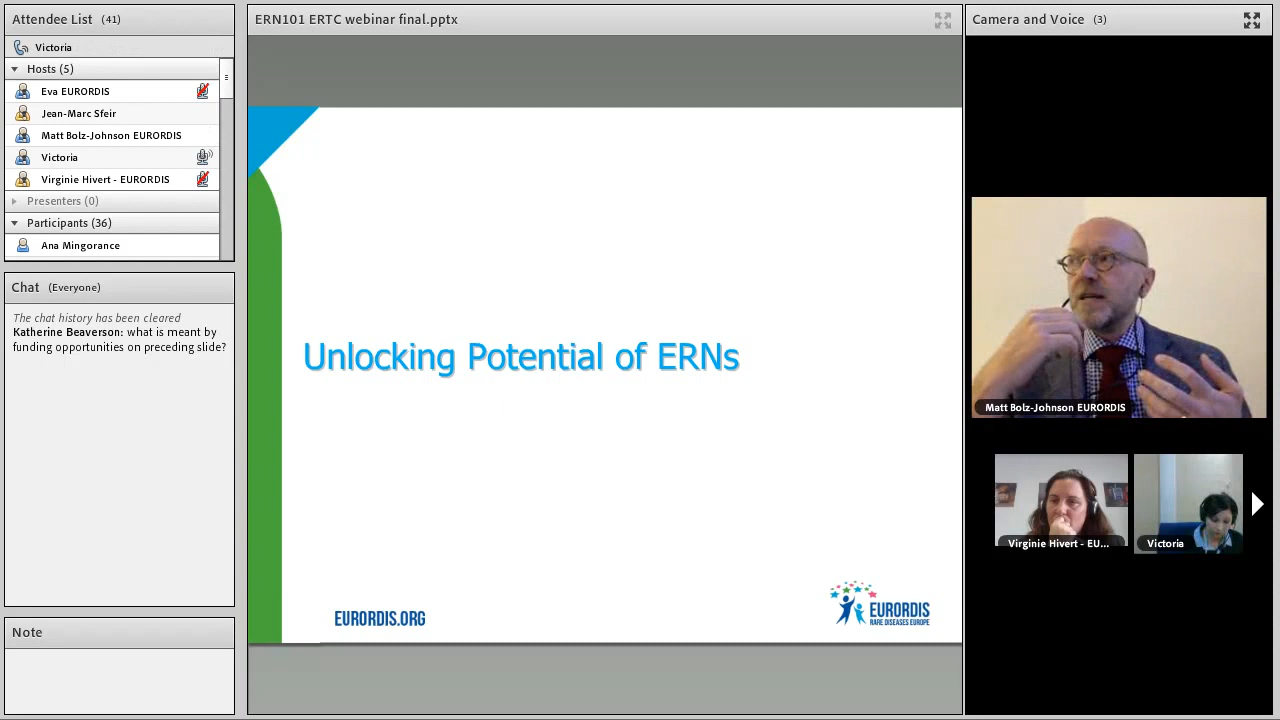 Attendee List (41)
Victoria
Hosts (5)
Eva EURORDIS
Jean-Marc Sfeir
Matt Bolz-Johnson EURORDIS
Victoria
Virginie Hivert - EURORDIS
Presenters (0)
Participants (36)
Ana Mingorance
Chat (Everyone)
The chat history has been cleared
Katherine Beaverson: what is meant by
funding opportunities on preceding slide?
Note
ERN101 ERTC webinar final.pptx
Unlocking Potential of ERNs
EURORDIS.ORG
EURORDIS
RARE DISEASES EUROPE
Camera and Voice (3)
Matt Bolz-Johnson EURORDIS
Virginie Hivert - EU...
Victoria